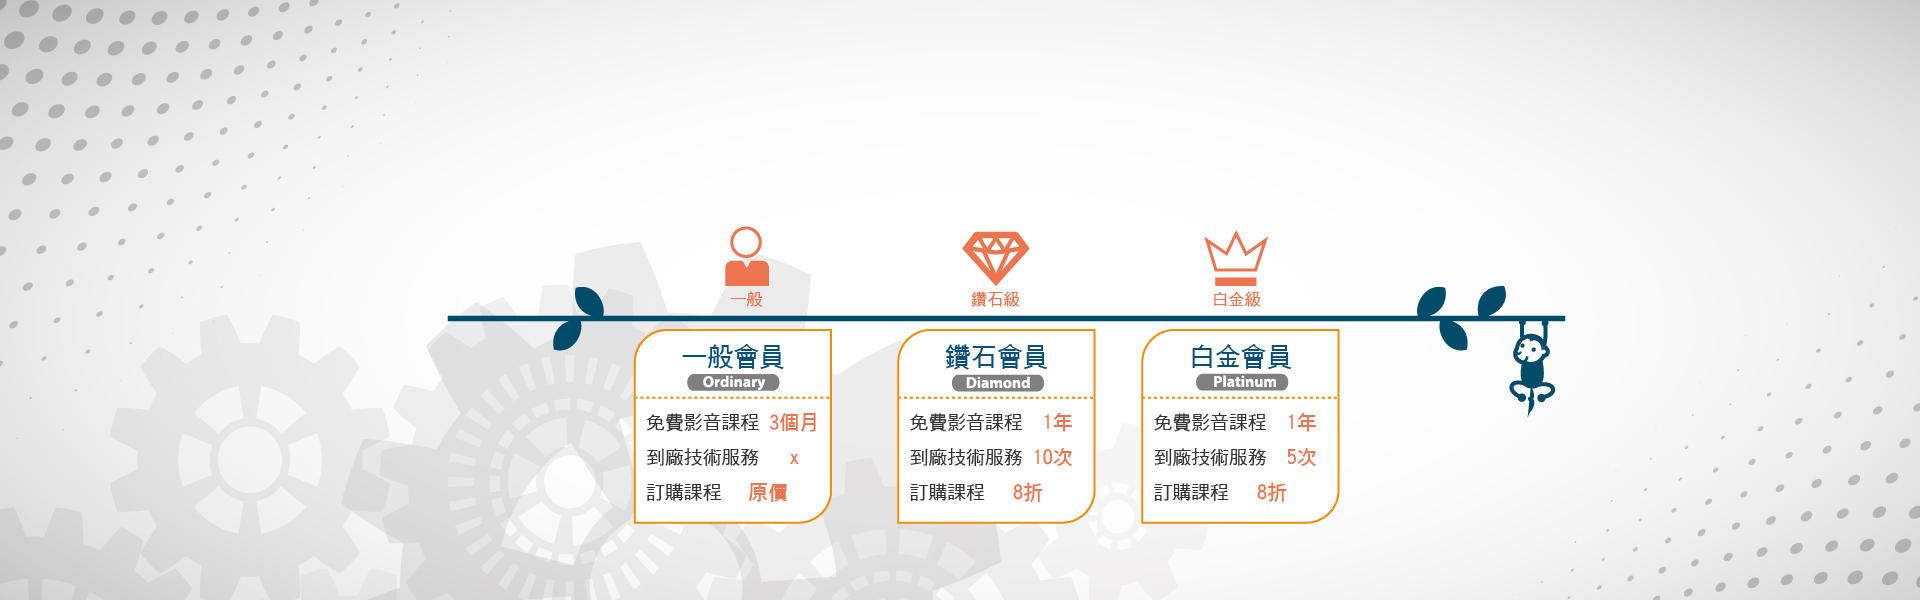 一般
鑽石級
白金級
一般會員
Ordinary
免費影音課程 3個月
到廠技術服務 x
訂購課程 原價
鑽石會員
Diamond
免費影音課程 1年
到廠技術服務 10次
訂購課程 8折
白金會員
Platinum
免費影音課程 1年
到廠技術服務 5次
訂購課程 8折